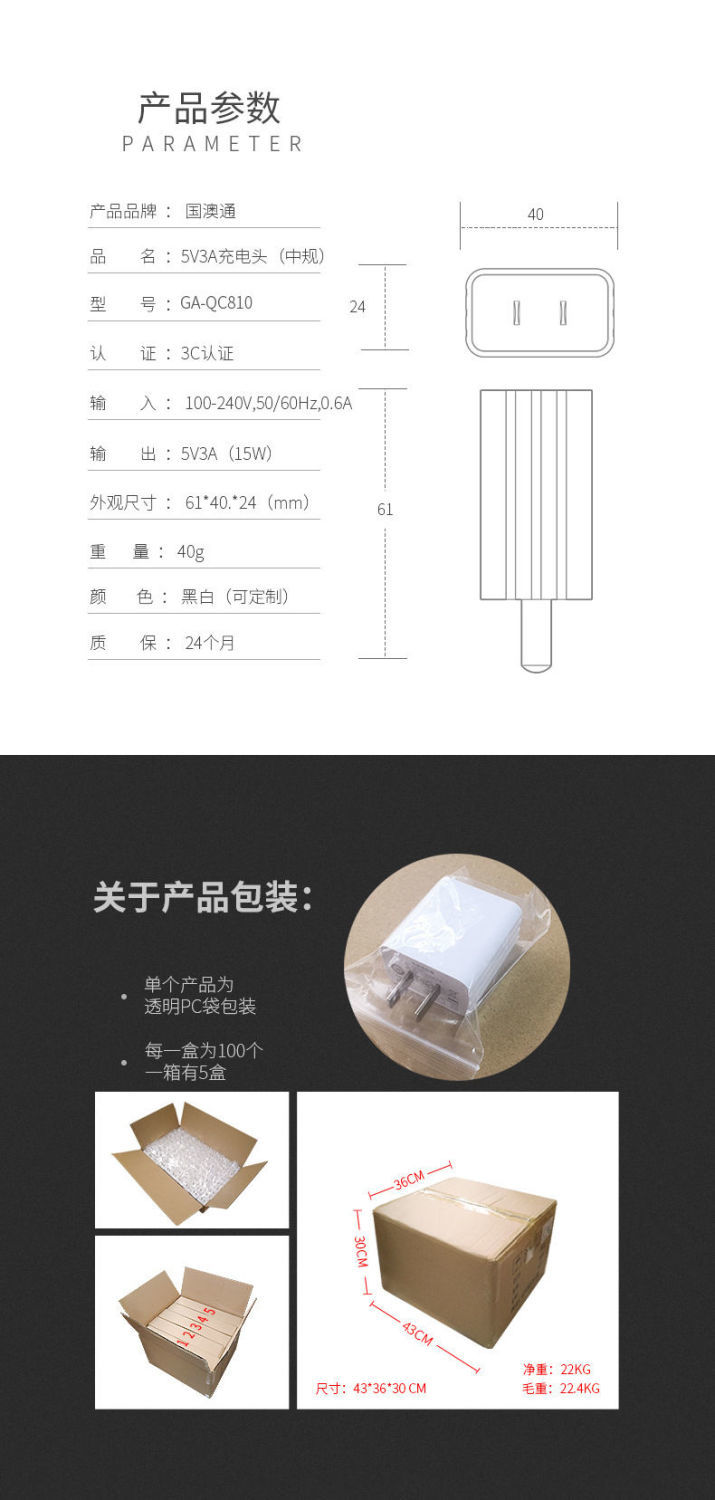 产品参数
PARAMETER
产品品牌 ： 国澳通
品 名 ： 5V3A充电头（中规）
型 号 ： GA-QC810
认 证 ： 3C认证
输 入 ： 100-240V,50/60Hz,0.6A
输 出 ： 5V3A（15W）
外观尺寸 ： 61*40.*24（mm）
重 量 ： 40g
颜 色 ： 黑白（可定制）
质 保 ： 24个月
40
24
61
关于产品包装：
单个产品为
透明PC袋包装
每一盒为100个
一箱有5盒
1 2 3 4 5
36CM
30CM
43CM
尺寸：43*36*30 CM
净重：22KG
毛重：22.4KG